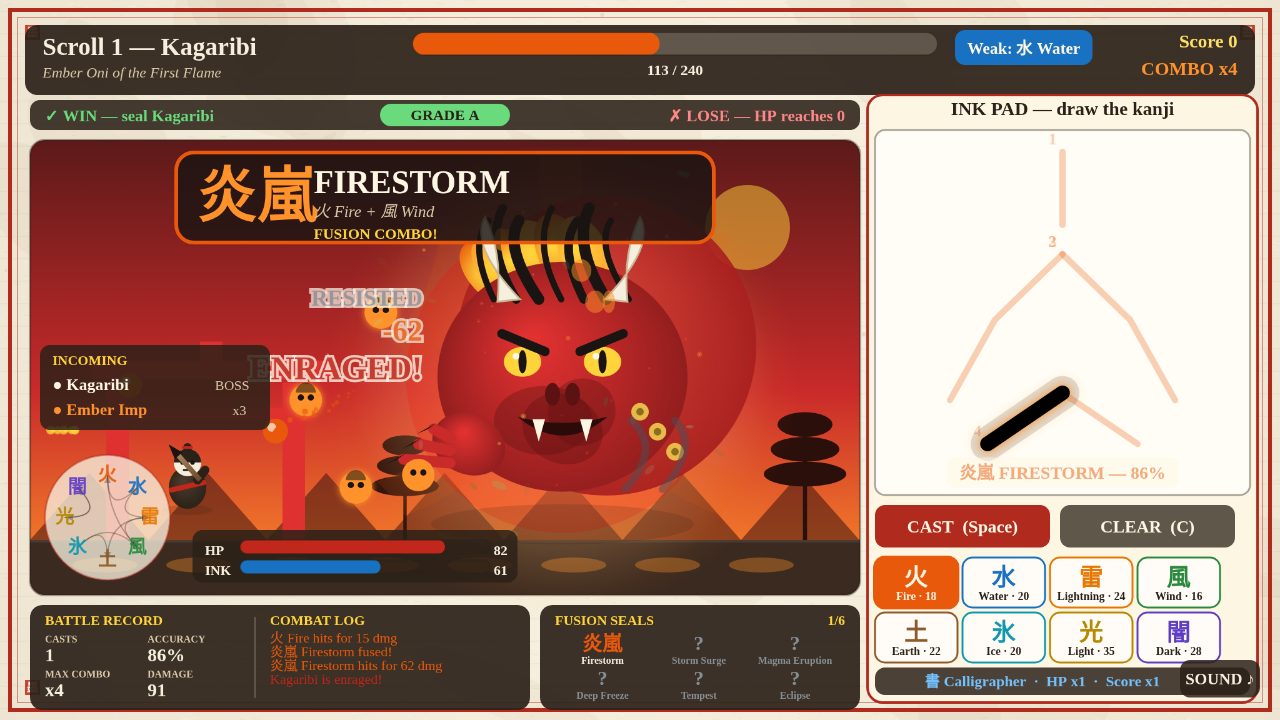 Scroll 1 — Kagaribi
Ember Oni of the First Flame
113 / 240
Weak: 水 Water
Score 0
COMBO x4
✓ WIN — seal Kagaribi
GRADE A
✗ LOSE — HP reaches 0
INK PAD — draw the kanji
炎嵐
FIRESTORM
火 Fire + 風 Wind
FUSION COMBO!
RESISTED
-62
ENRAGED!
INCOMING
● Kagaribi BOSS
● Ember Imp x3
火
水
雷
風
土
氷
光
闇
HP 82
INK 61
1
3
4
炎嵐 FIRESTORM — 86%
CAST (Space)
CLEAR (C)
火
Fire · 18
水
Water · 20
雷
Lightning · 24
風
Wind · 16
土
Earth · 22
氷
Ice · 20
光
Light · 35
闇
Dark · 28
書 Calligrapher · HP x1 · Score x1
SOUND ♪
BATTLE RECORD
CASTS
1
ACCURACY
86%
MAX COMBO
x4
DAMAGE
91
COMBAT LOG
火 Fire hits for 15 dmg
炎嵐 Firestorm fused!
炎嵐 Firestorm hits for 62 dmg
Kagaribi is enraged!
FUSION SEALS 1/6
炎嵐
Firestorm
?
Storm Surge
?
Magma Eruption
?
Deep Freeze
?
Tempest
?
Eclipse